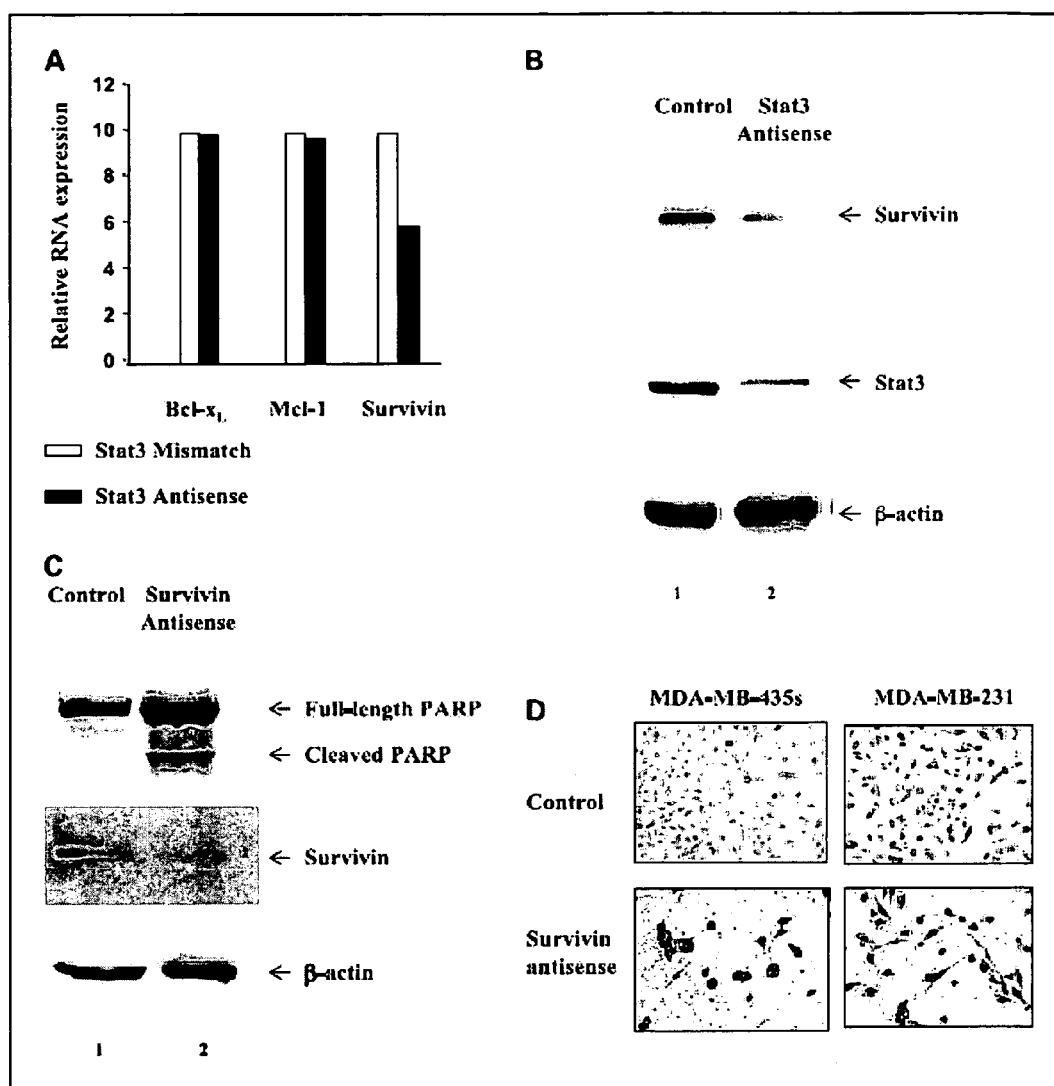 A
12
10
8
6
4
2
0
Relative RNA expression
Bcl-xL Mcl-1 Survivin
Stat3 Mismatch
Stat3 Antisense
B
Control Stat3
Antisense
← Survivin
← Stat3
← β-actin
1 2
C
Control Survivin
Antisense
← Full-length PARP
← Cleaved PARP
← Survivin
← β-actin
1 2
D
MDA-MB-435s MDA-MB-231
Control
Survivin
antisense